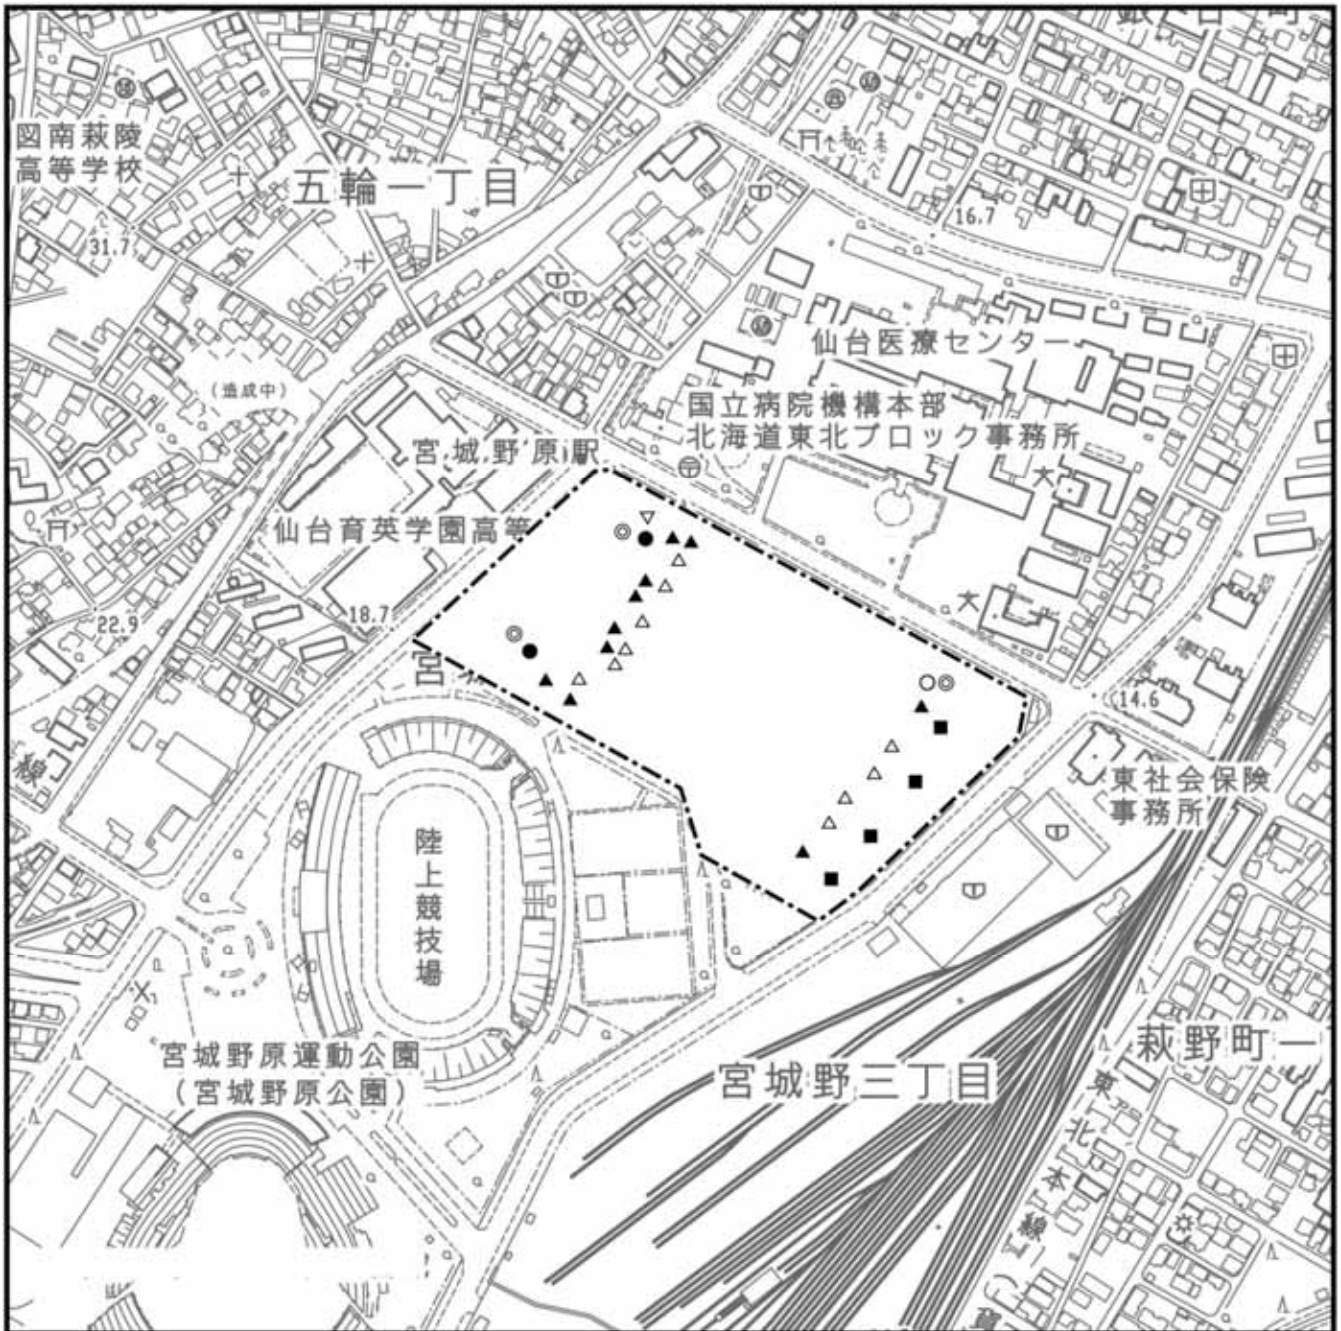 図南萩陵
高等学校
五輪一丁目
31.7
16.7
仙台医療センター
(造成中)
国立病院機構本部
北海道東北ブロック事務所
宮城野原駅
仙台育英学園高等
大
大
22.9
18.7
宮
14.6
東社会保険
事務所
線
陸上競技場
宮城野原運動公園
(宮城野原公園)
宮城野三丁目
萩野町一
東北本線